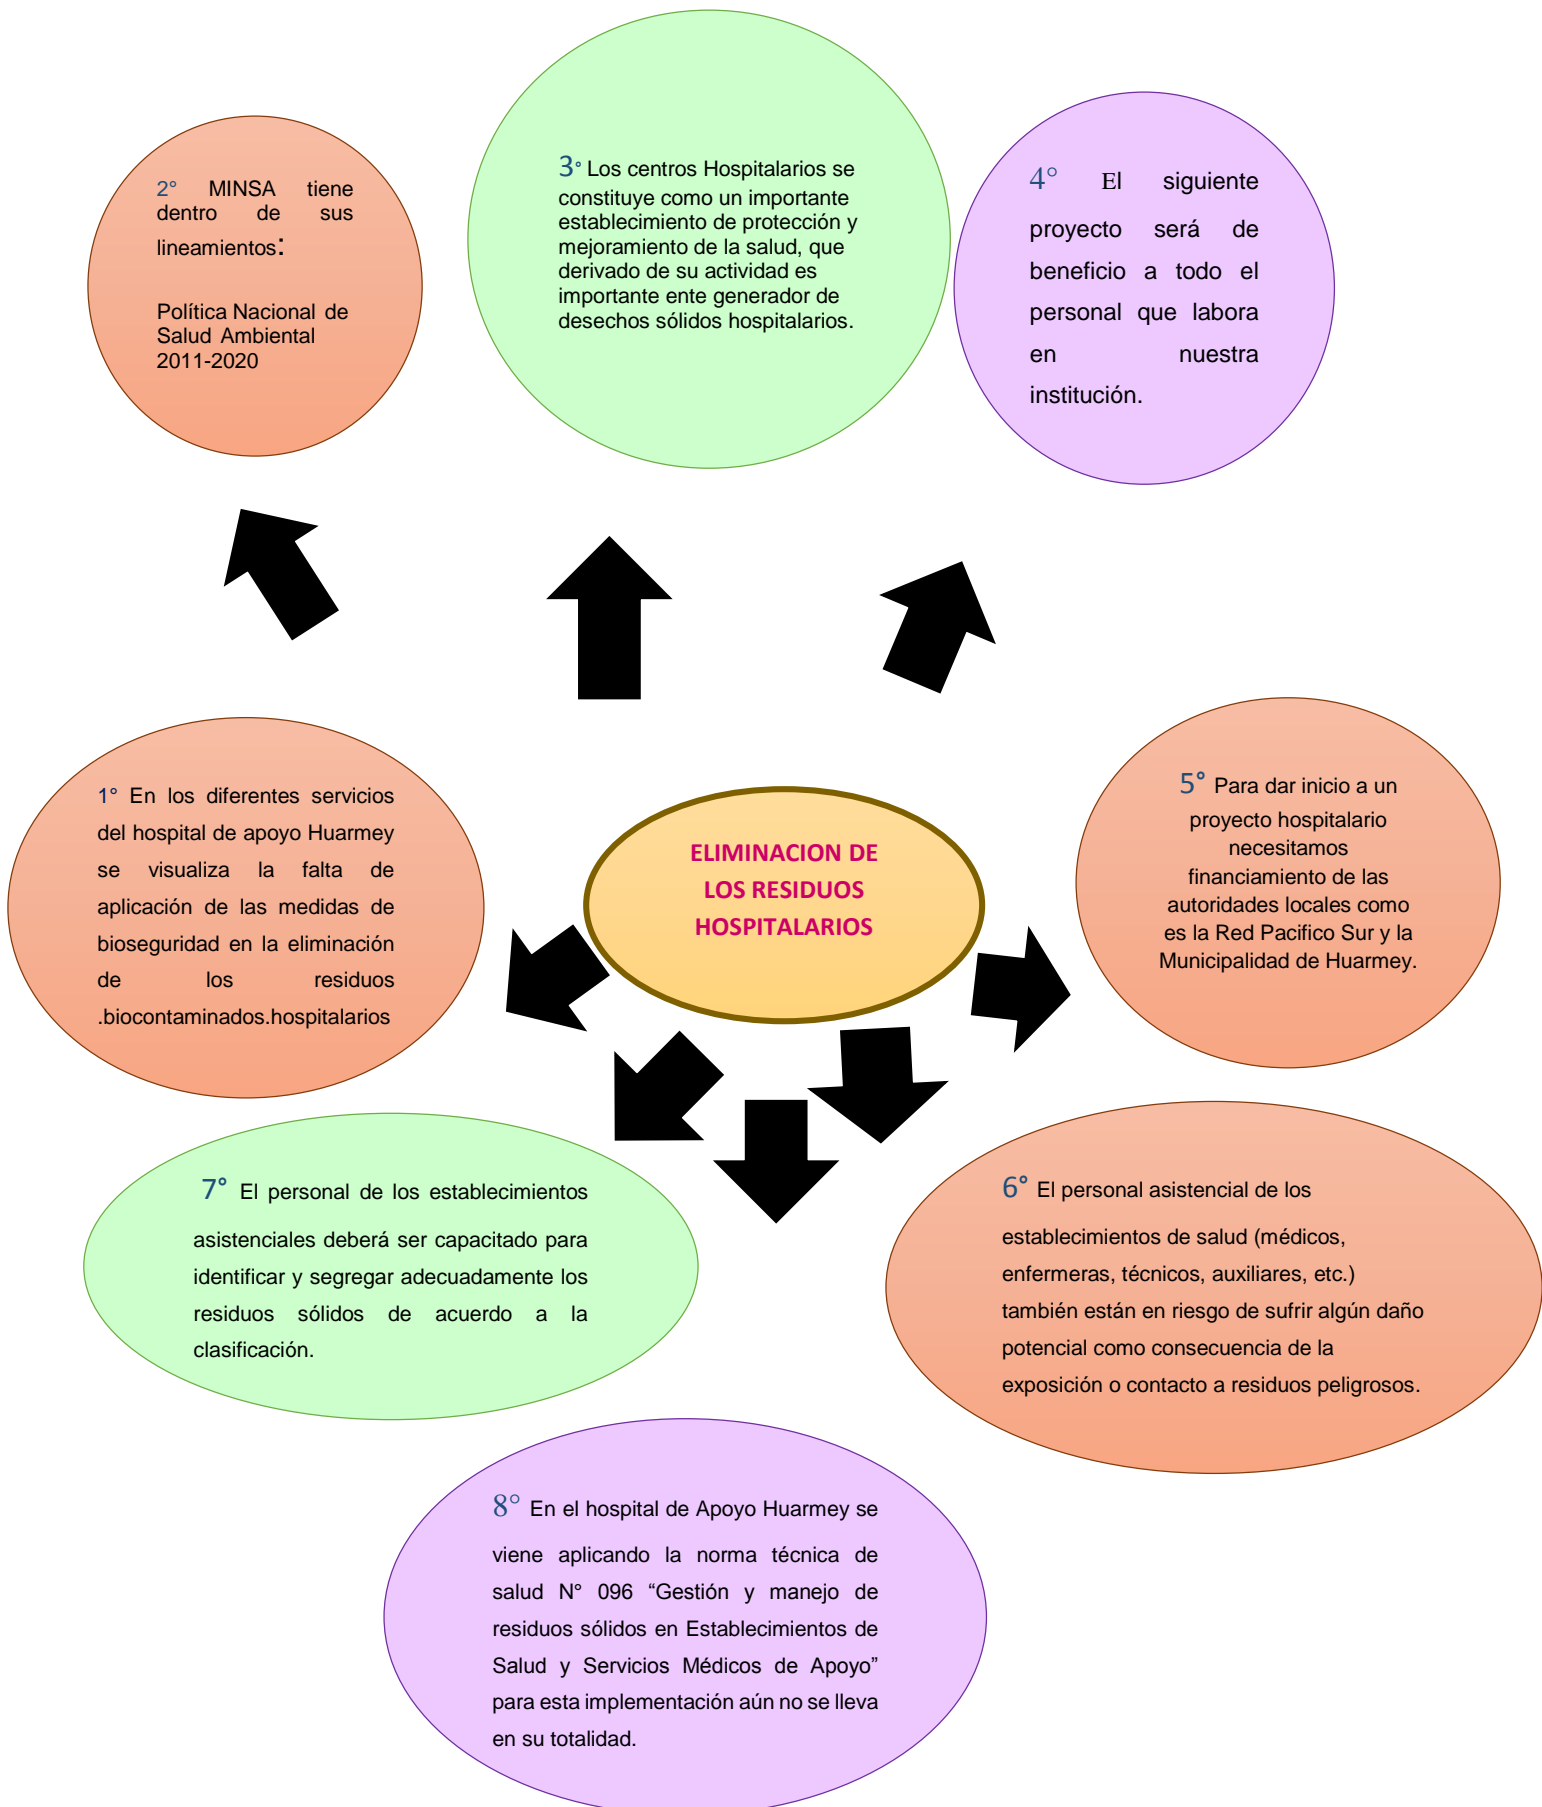 2° MINSA tiene
dentro de sus
lineamientos:
Política Nacional de
Salud Ambiental
2011-2020
3° Los centros Hospitalarios se
constituye como un importante
establecimiento de protección y
mejoramiento de la salud, que
derivado de su actividad es
importante ente generador de
desechos sólidos hospitalarios.
4° El siguiente
proyecto será de
beneficio a todo el
personal que labora
en nuestra
institución.
1° En los diferentes servicios
del hospital de apoyo Huarmey
se visualiza la falta de
aplicación de las medidas de
bioseguridad en la eliminación
de los residuos
.biocontaminados.hospitalarios
ELIMINACION DE
LOS RESIDUOS
HOSPITALARIOS
5° Para dar inicio a un
proyecto hospitalario
necesitamos
financiamiento de las
autoridades locales como
es la Red Pacifico Sur y la
Municipalidad de Huarmey.
7° El personal de los establecimientos
asistenciales deberá ser capacitado para
identificar y segregar adecuadamente los
residuos sólidos de acuerdo a la
clasificación.
6° El personal asistencial de los
establecimientos de salud (médicos,
enfermeras, técnicos, auxiliares, etc.)
también están en riesgo de sufrir algún daño
potencial como consecuencia de la
exposición o contacto a residuos peligrosos.
8° En el hospital de Apoyo Huarmey se
viene aplicando la norma técnica de
salud N° 096 “Gestión y manejo de
residuos sólidos en Establecimientos de
Salud y Servicios Médicos de Apoyo”
para esta implementación aún no se lleva
en su totalidad.